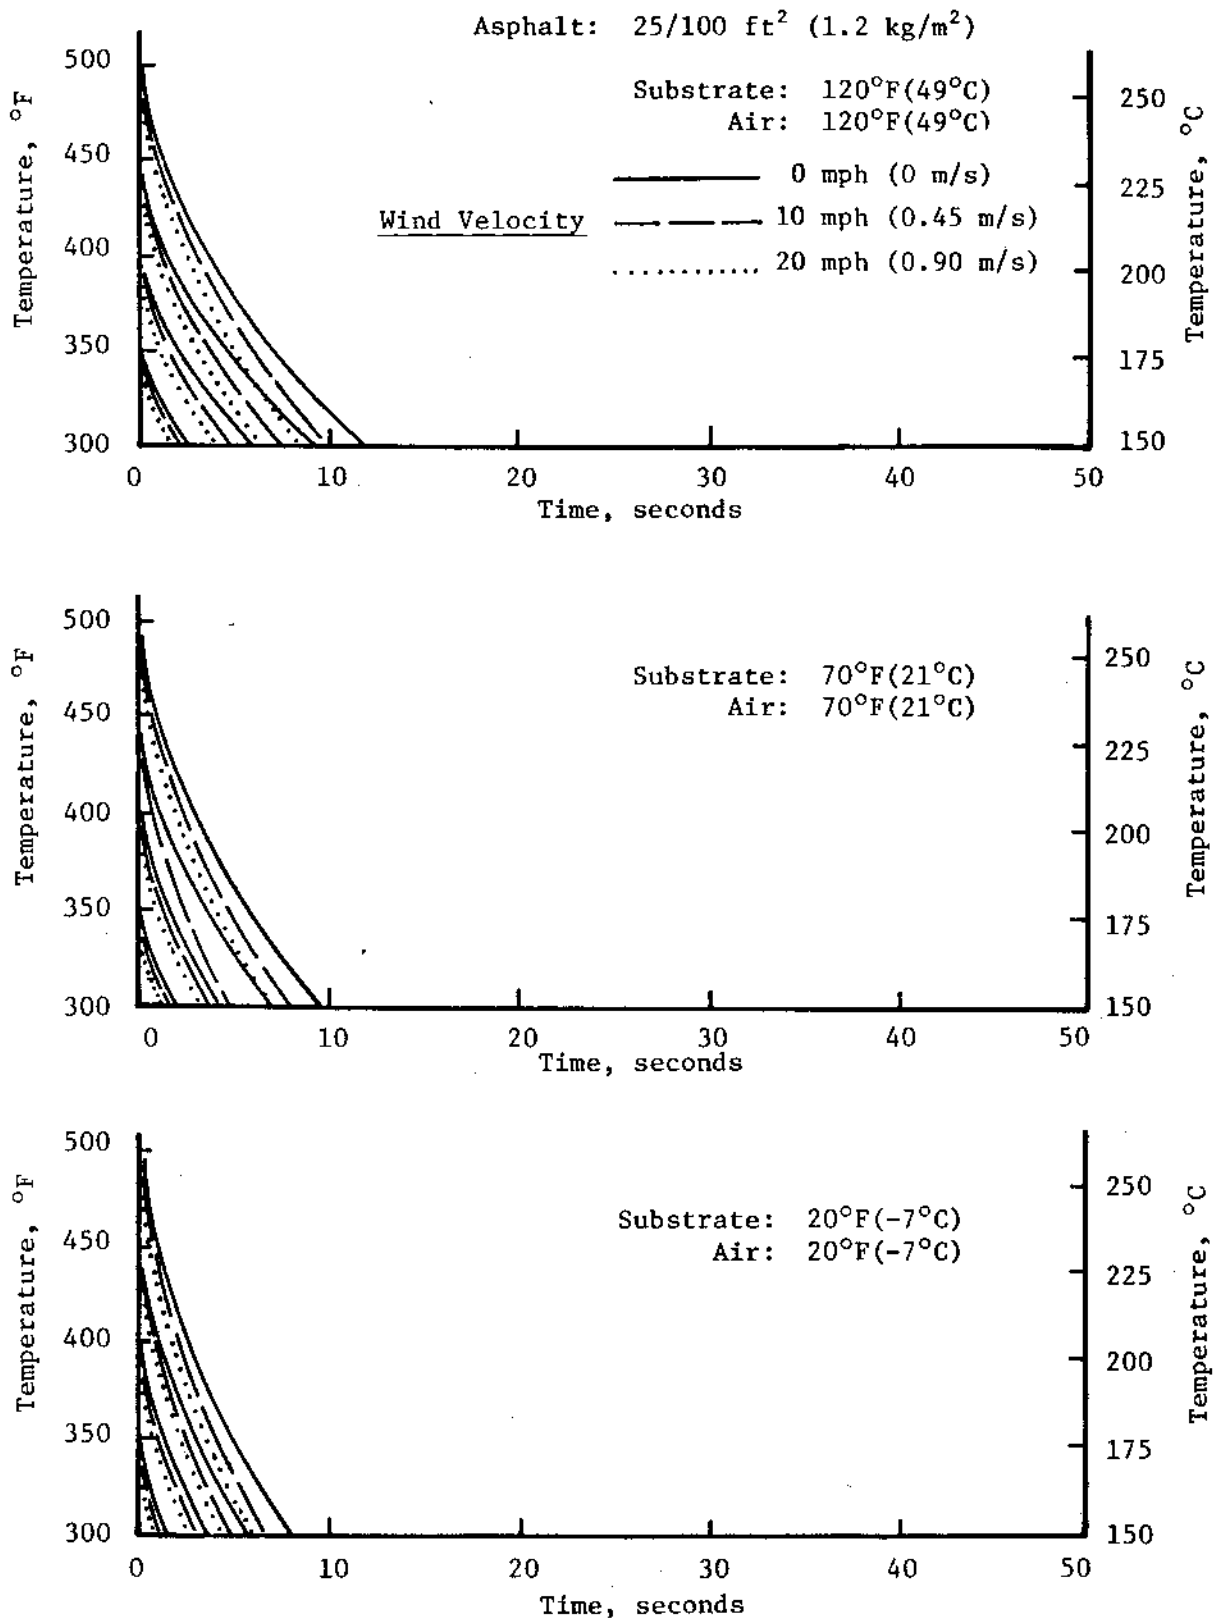 Asphalt: 25/100 ft² (1.2 kg/m²)
Substrate: 120°F(49°C)
Air: 120°F(49°C)
Wind Velocity
0 mph (0 m/s)
10 mph (0.45 m/s)
20 mph (0.90 m/s)
Temperature, °F
500
450
400
350
300
Temperature, °C
250
225
200
175
150
0 10 20 30 40 50
Time, seconds
Substrate: 70°F(21°C)
Air: 70°F(21°C)
Temperature, °F
500
450
400
350
300
Temperature, °C
250
225
200
175
150
0 10 20 30 40 50
Time, seconds
Substrate: 20°F(-7°C)
Air: 20°F(-7°C)
Temperature, °F
500
450
400
350
300
Temperature, °C
250
225
200
175
150
0 10 20 30 40 50
Time, seconds